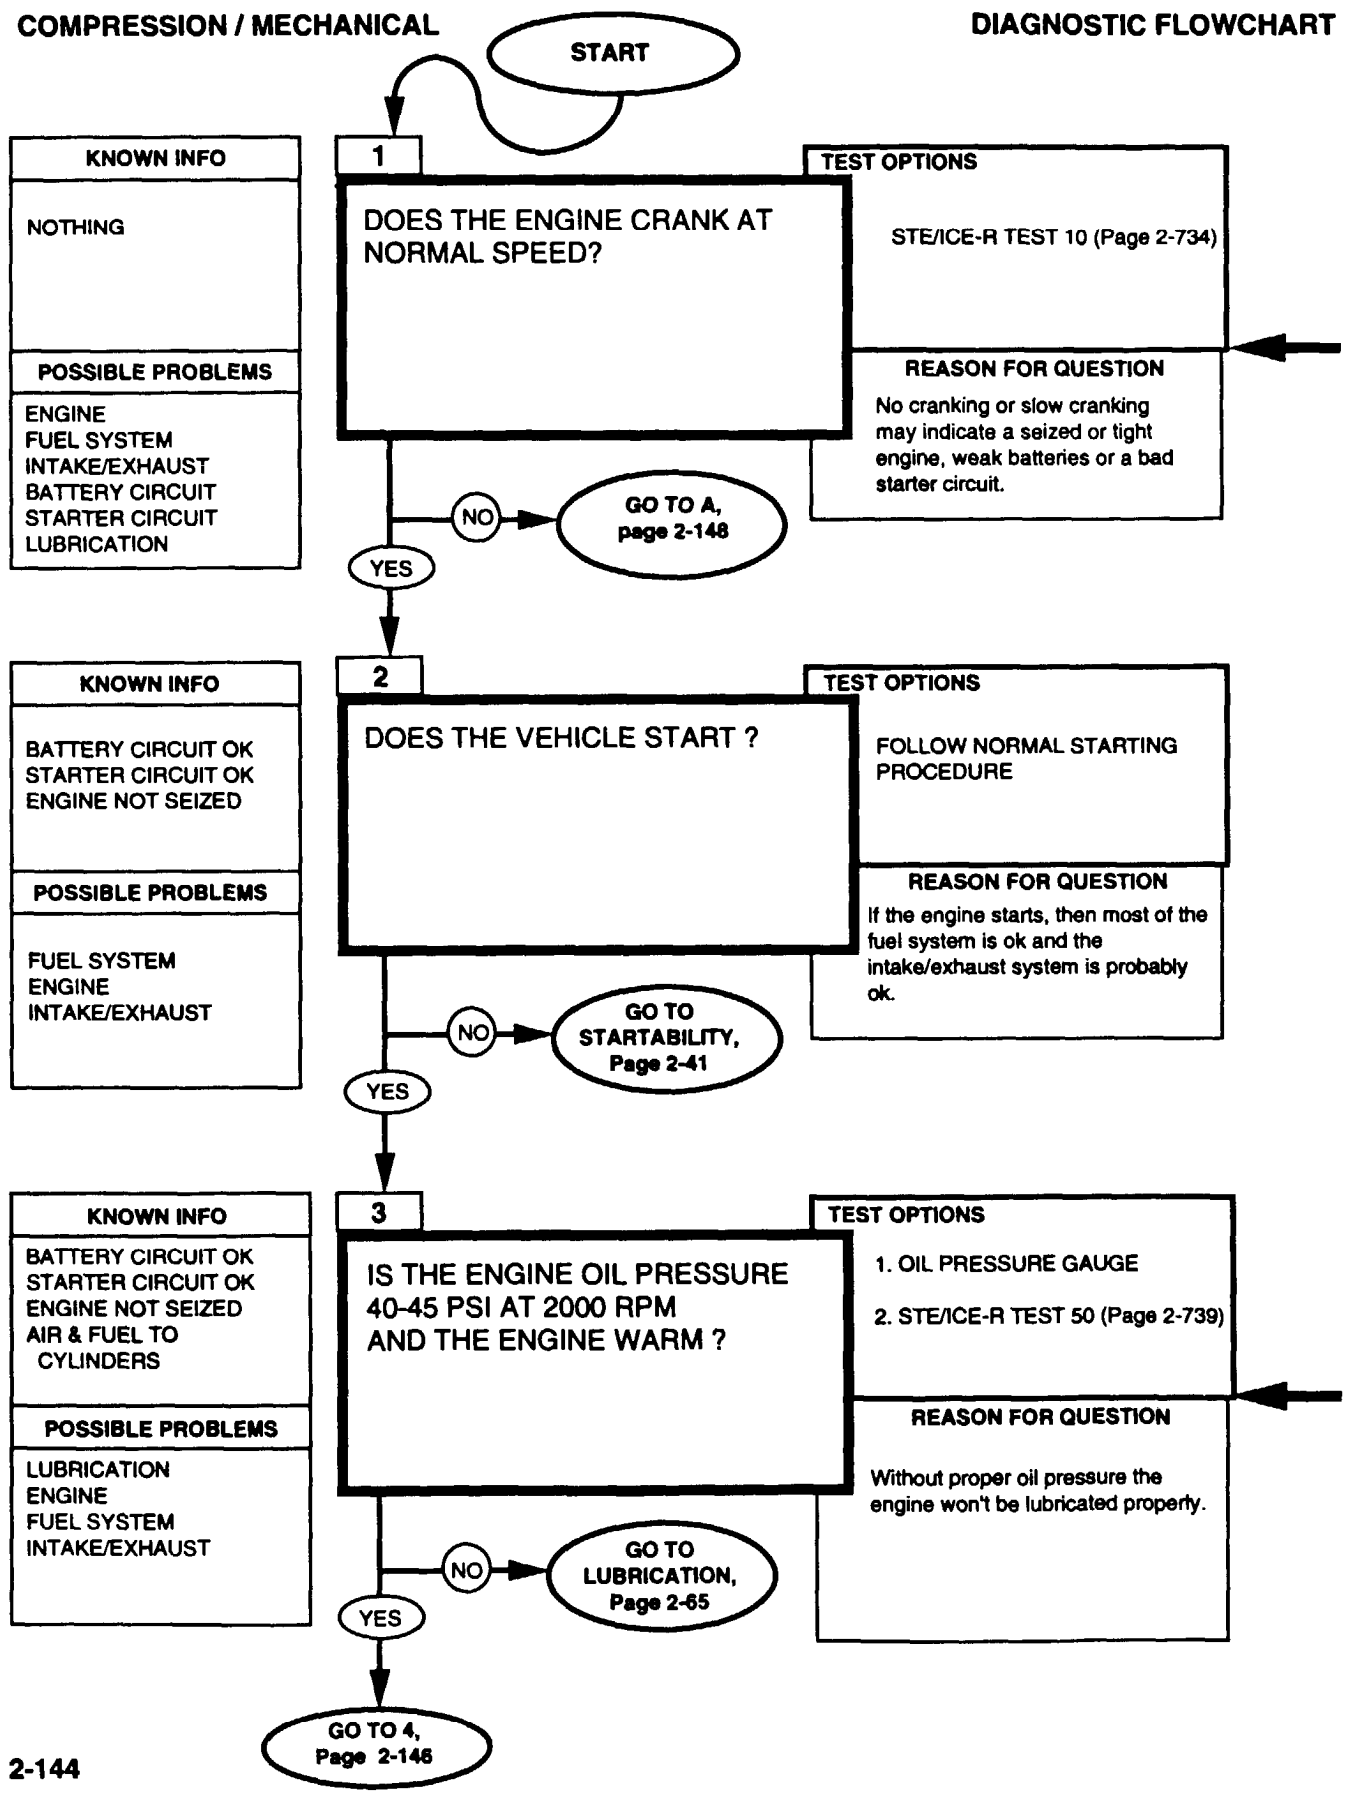 COMPRESSION / MECHANICAL
DIAGNOSTIC FLOWCHART
START
KNOWN INFO
NOTHING
POSSIBLE PROBLEMS
ENGINE
FUEL SYSTEM
INTAKE/EXHAUST
BATTERY CIRCUIT
STARTER CIRCUIT
LUBRICATION
1
DOES THE ENGINE CRANK AT
NORMAL SPEED?
TEST OPTIONS
STE/ICE-R TEST 10 (Page 2-734)
REASON FOR QUESTION
No cranking or slow cranking
may indicate a seized or tight
engine, weak batteries or a bad
starter circuit.
NO
GO TO A,
page 2-148
YES
KNOWN INFO
BATTERY CIRCUIT OK
STARTER CIRCUIT OK
ENGINE NOT SEIZED
POSSIBLE PROBLEMS
FUEL SYSTEM
ENGINE
INTAKE/EXHAUST
2
DOES THE VEHICLE START ?
TEST OPTIONS
FOLLOW NORMAL STARTING
PROCEDURE
REASON FOR QUESTION
If the engine starts, then most of the
fuel system is ok and the
intake/exhaust system is probably
ok.
NO
GO TO
STARTABILITY,
Page 2-41
YES
KNOWN INFO
BATTERY CIRCUIT OK
STARTER CIRCUIT OK
ENGINE NOT SEIZED
AIR & FUEL TO
CYLINDERS
POSSIBLE PROBLEMS
LUBRICATION
ENGINE
FUEL SYSTEM
INTAKE/EXHAUST
3
IS THE ENGINE OIL PRESSURE
40-45 PSI AT 2000 RPM
AND THE ENGINE WARM ?
TEST OPTIONS
1. OIL PRESSURE GAUGE
2. STE/ICE-R TEST 50 (Page 2-739)
REASON FOR QUESTION
Without proper oil pressure the
engine won't be lubricated properly.
NO
GO TO
LUBRICATION,
Page 2-65
YES
GO TO 4,
Page 2-146
2-144